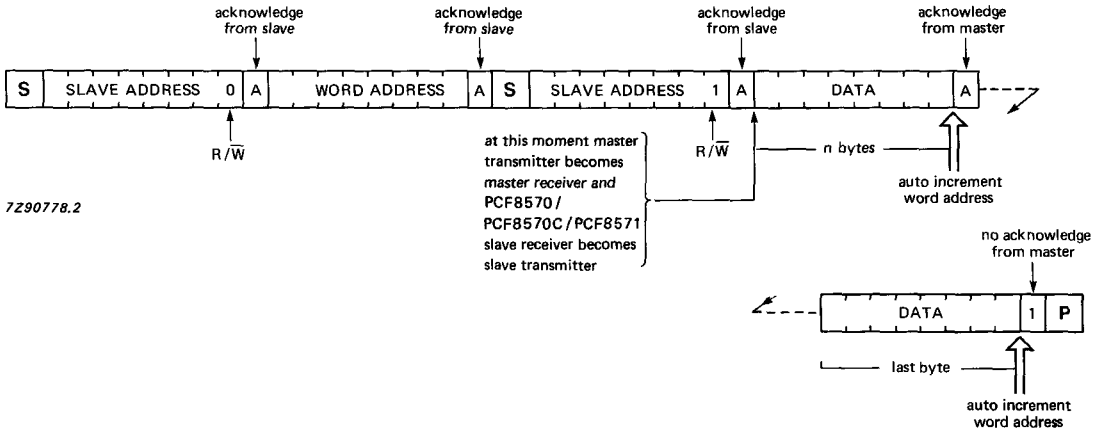 acknowledge
from slave
acknowledge
from slave
acknowledge
from slave
acknowledge
from master
S SLAVE ADDRESS 0 A WORD ADDRESS A S SLAVE ADDRESS 1 A DATA A
R/W̅
R/W̅
at this moment master
transmitter becomes
master receiver and
PCF8570/
PCF8570C/PCF8571
slave receiver becomes
slave transmitter
n bytes
auto increment
word address
7Z90778.2
no acknowledge
from master
DATA 1 P
last byte
auto increment
word address